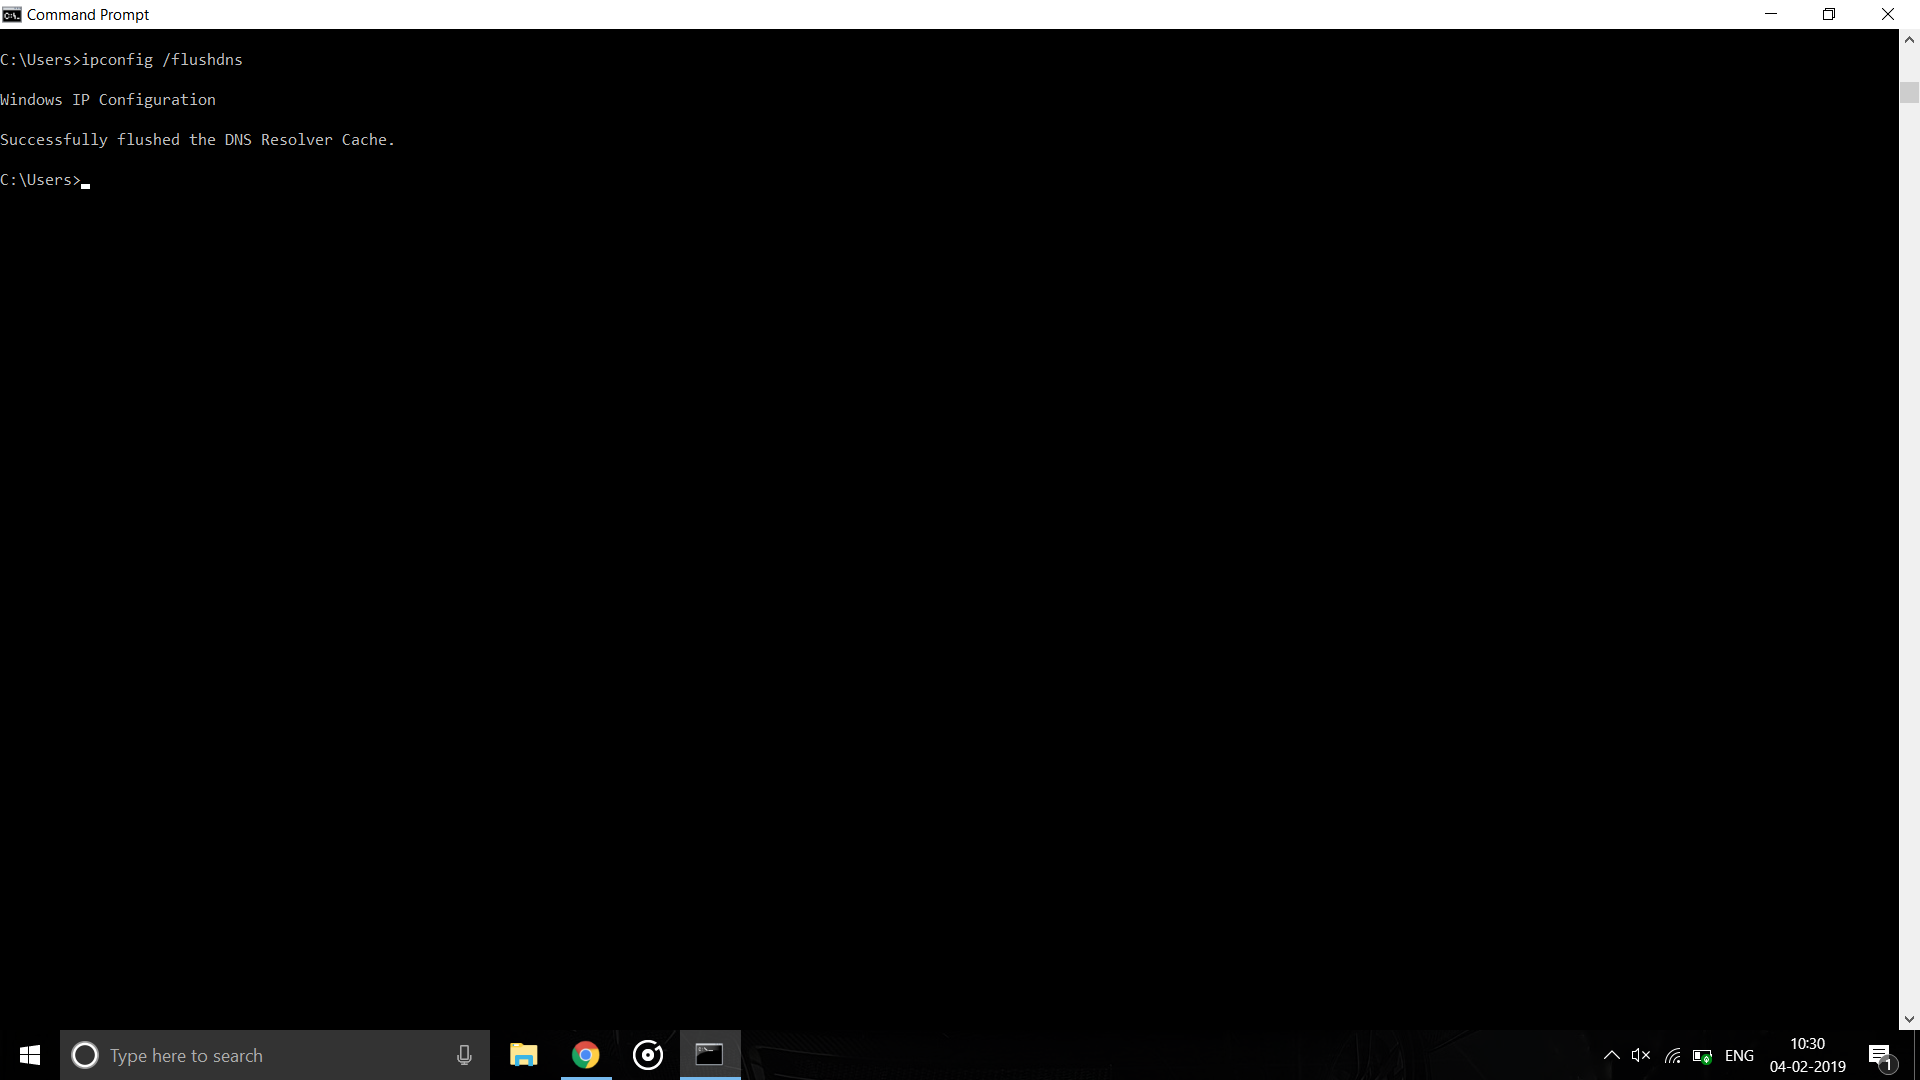 Command Prompt
C:\Users>ipconfig /flushdns
Windows IP Configuration
Successfully flushed the DNS Resolver Cache.
C:\Users>
Type here to search
ENG
10:30
04-02-2019
1